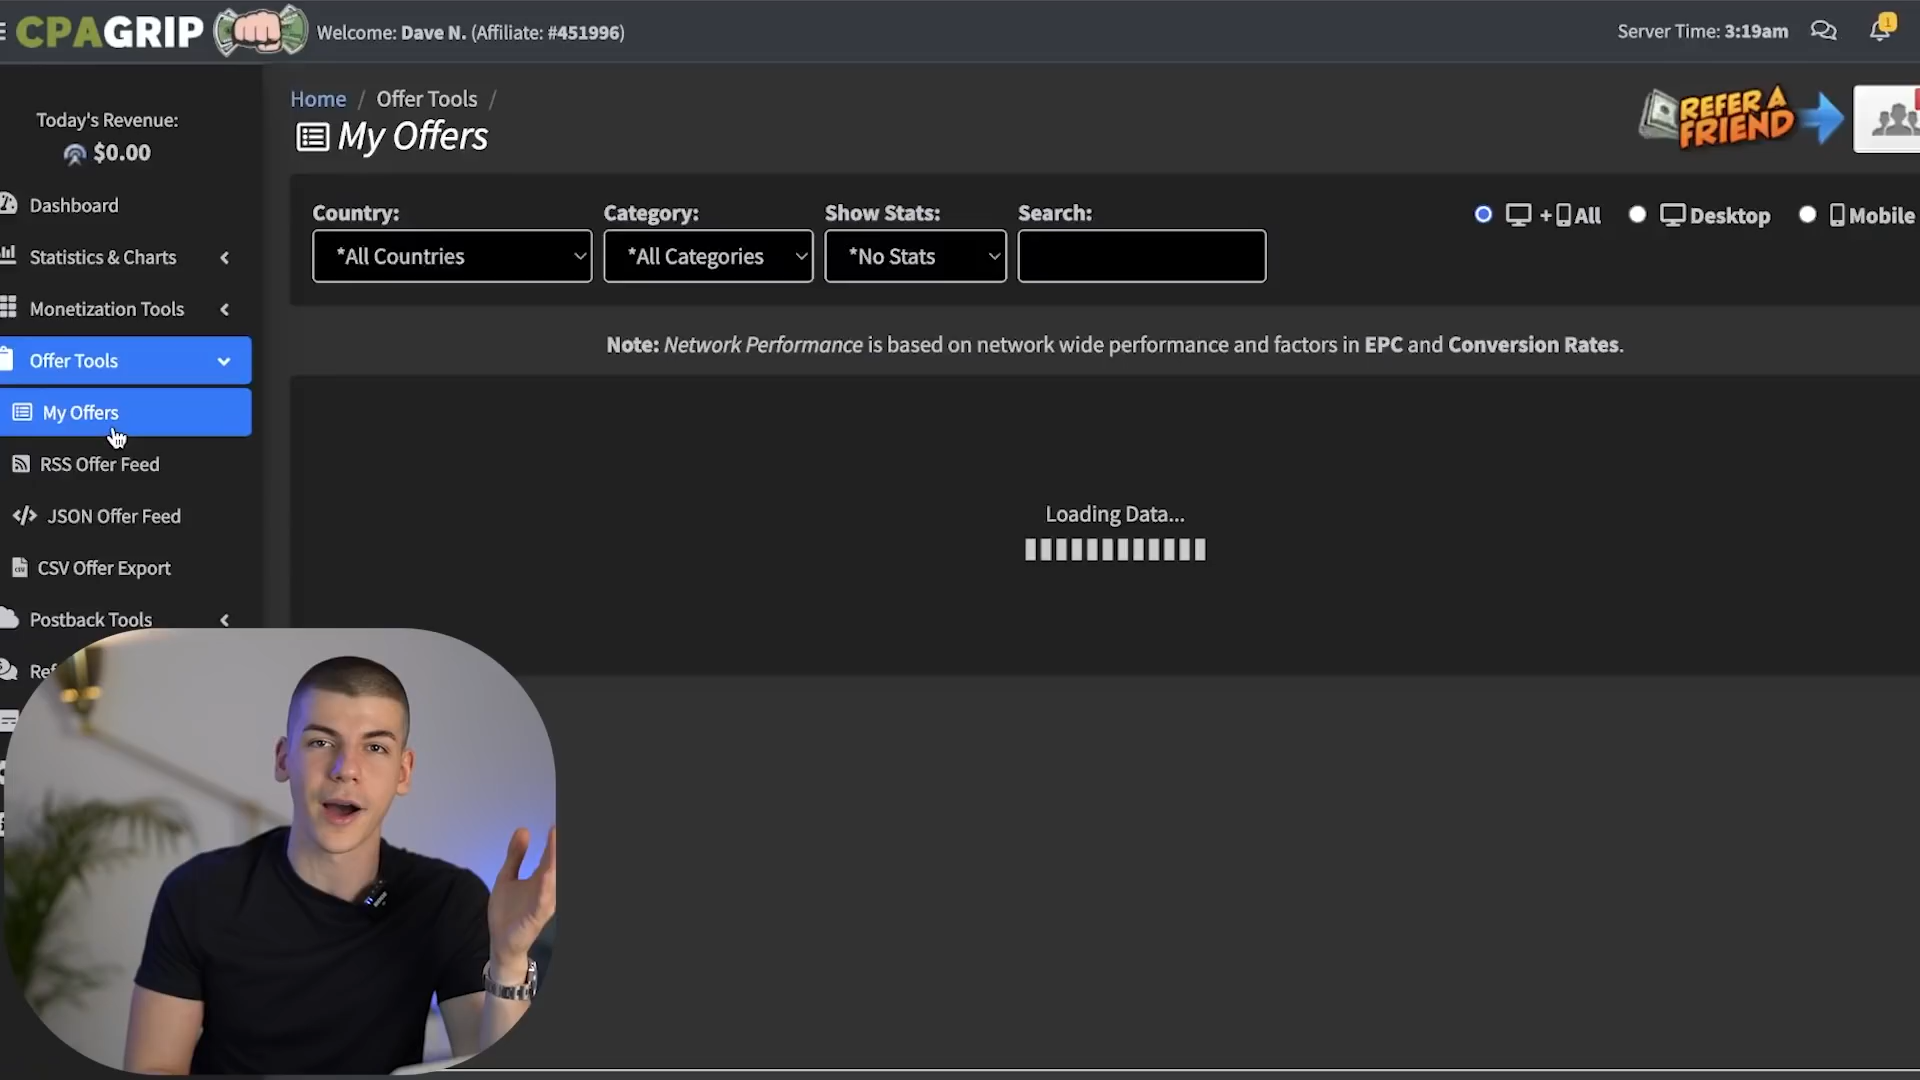 CPAGRIP Welcome: Dave N. (Affiliate: #451996) Server Time: 3:19am 1
Today's Revenue:
$0.00
Dashboard
Statistics & Charts
Monetization Tools
Offer Tools
My Offers
RSS Offer Feed
JSON Offer Feed
CSV Offer Export
Postback Tools
Home / Offer Tools /
My Offers
REFER A
FRIEND
Country: Category: Show Stats: Search:
*All Countries *All Categories *No Stats
+ All Desktop Mobile
Note: Network Performance is based on network wide performance and factors in EPC and Conversion Rates.
Loading Data...